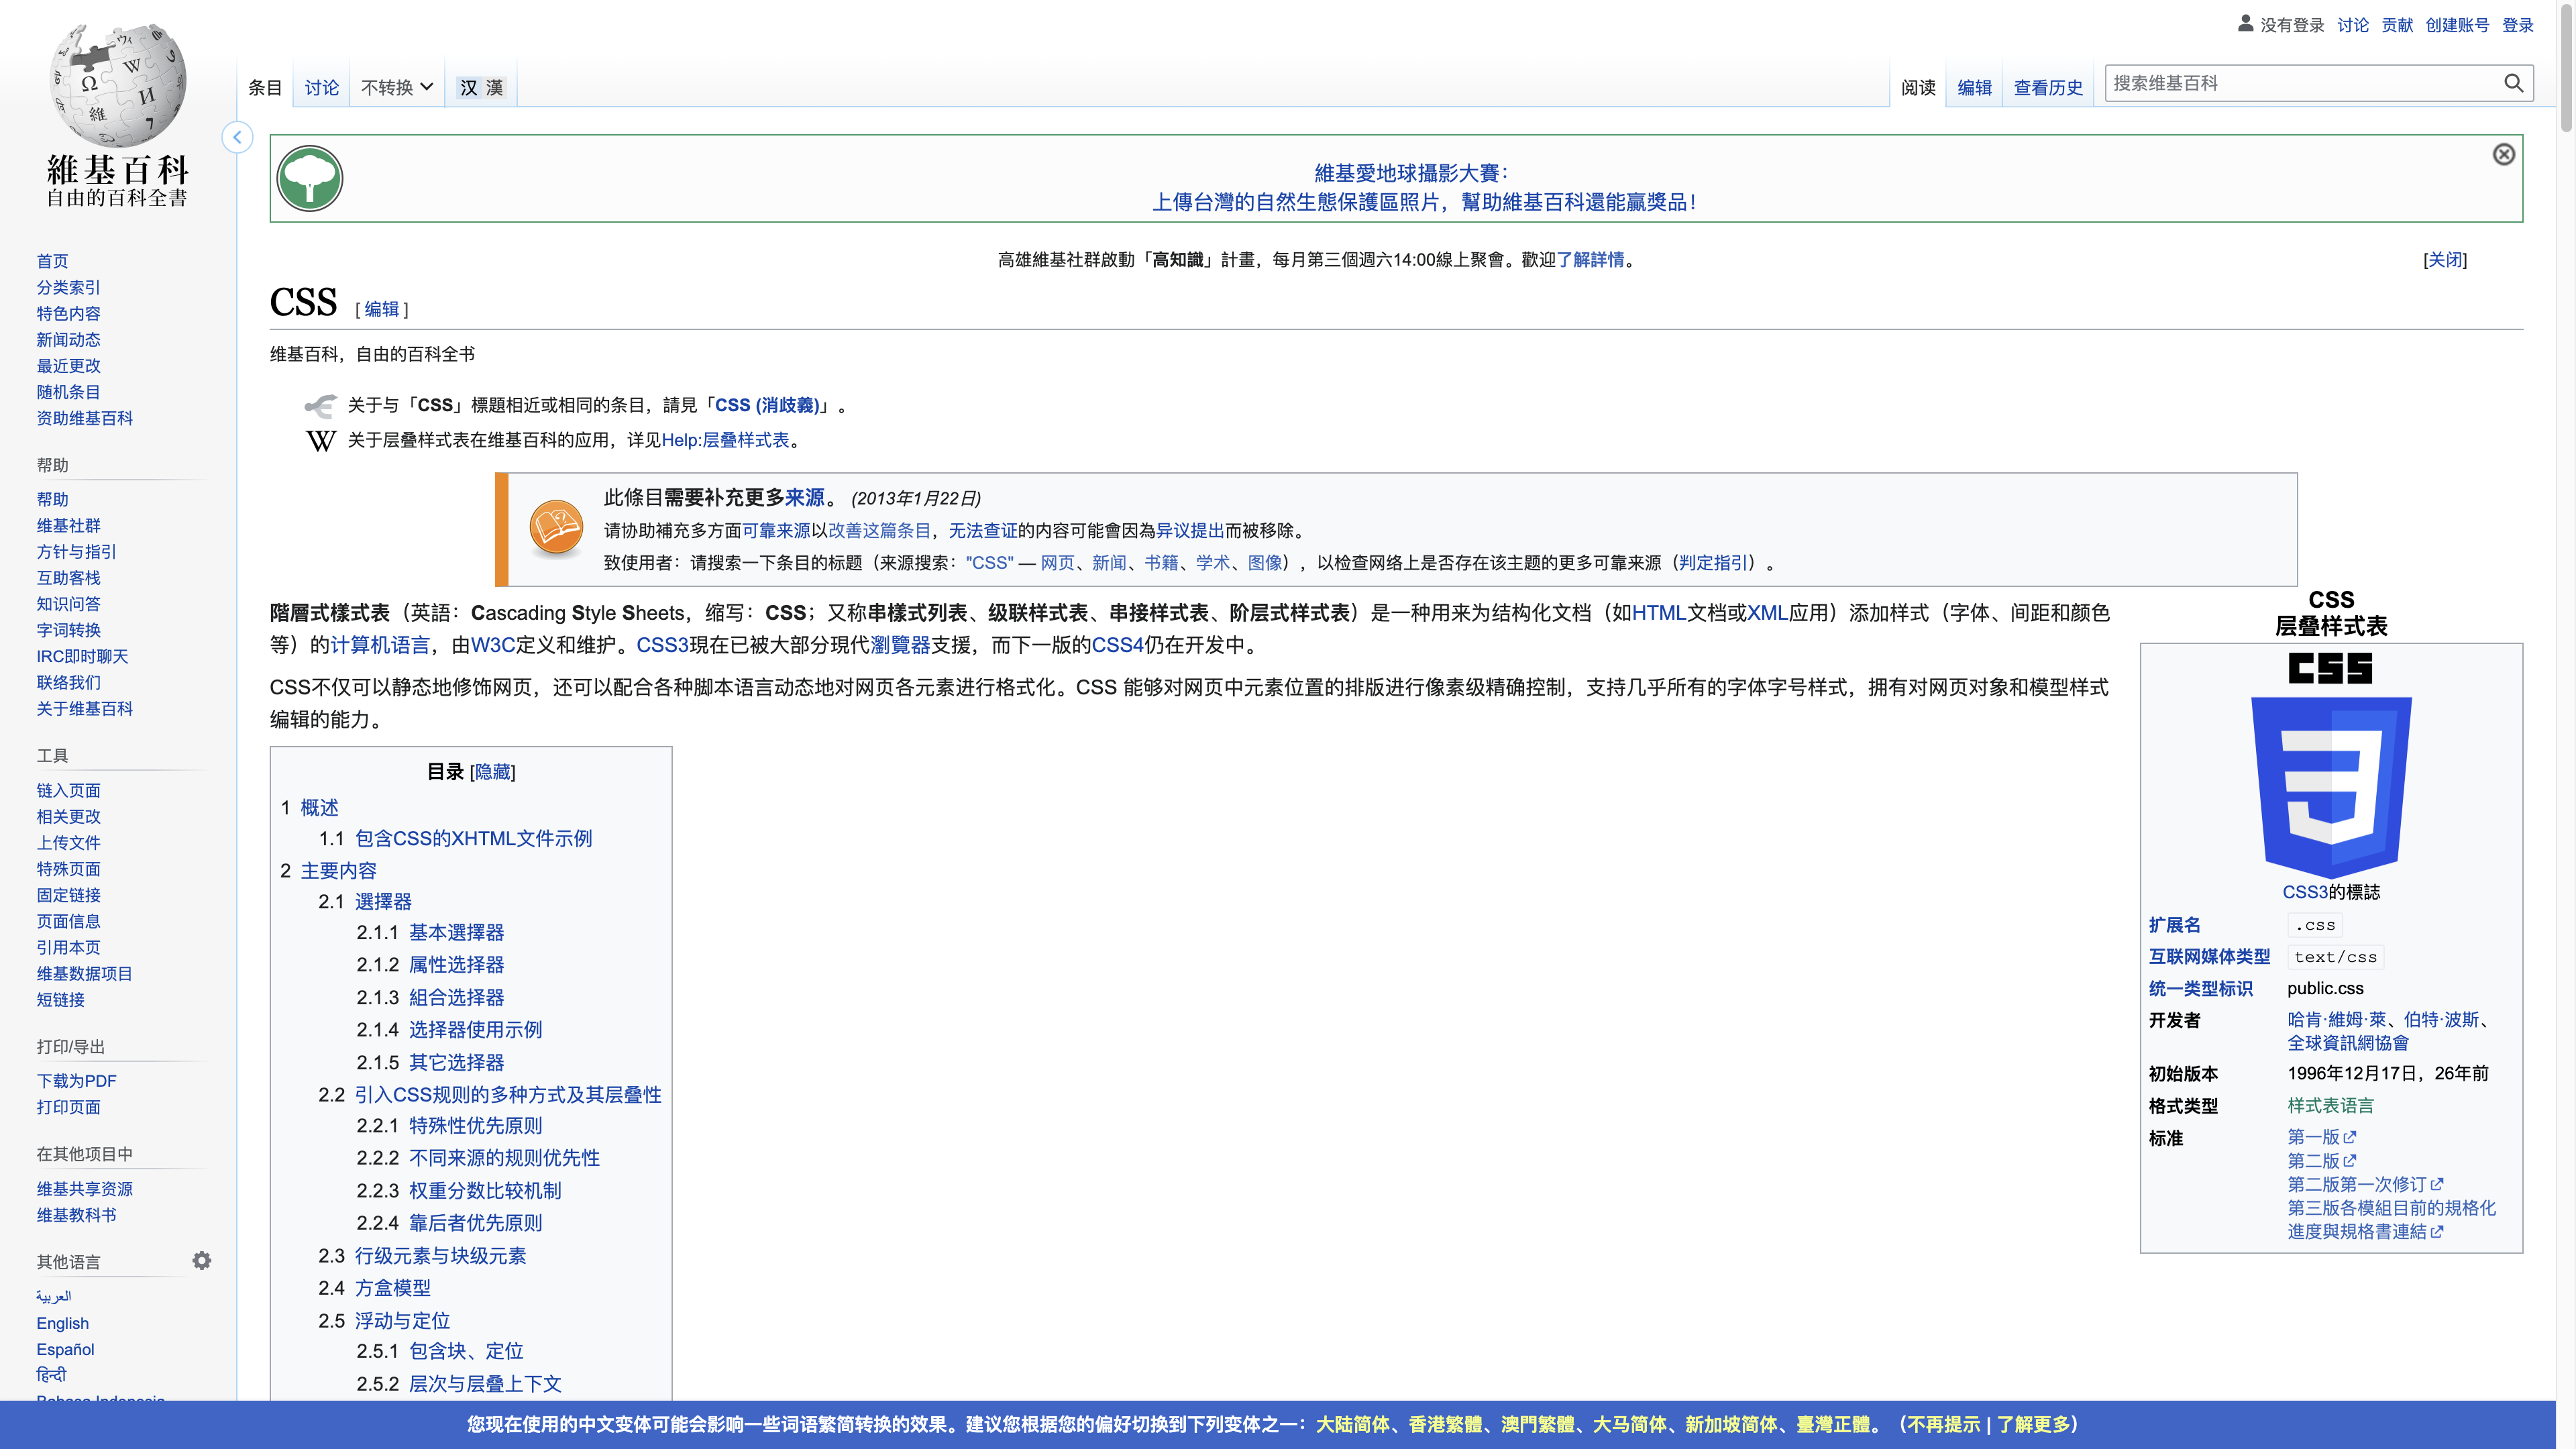 没有登录 讨论 贡献 创建账号 登录
条目 讨论 不转换 汉 漢 阅读 编辑 查看历史 搜索维基百科
維基百科
自由的百科全書
維基愛地球攝影大賽：
上傳台灣的自然生態保護區照片，幫助維基百科還能贏獎品！
高雄維基社群啟動「高知識」計畫，每月第三個週六14:00線上聚會。歡迎了解詳情。 [关闭]
CSS [ 编辑 ]
维基百科，自由的百科全书
关于与「CSS」標題相近或相同的条目，請見「CSS (消歧義)」。
关于层叠样式表在维基百科的应用，详见Help:层叠样式表。
此條目需要补充更多来源。 (2013年1月22日)
请协助補充多方面可靠来源以改善这篇条目，无法查证的内容可能會因為异议提出而被移除。
致使用者：请搜索一下条目的标题（来源搜索："CSS" — 网页、新闻、书籍、学术、图像），以检查网络上是否存在该主题的更多可靠来源（判定指引）。
階層式樣式表（英語：Cascading Style Sheets，缩写：CSS；又称串樣式列表、级联样式表、串接样式表、阶层式样式表）是一种用来为结构化文档（如HTML文档或XML应用）添加样式（字体、间距和颜色
等）的计算机语言，由W3C定义和维护。CSS3現在已被大部分現代瀏覽器支援，而下一版的CSS4仍在开发中。
CSS不仅可以静态地修饰网页，还可以配合各种脚本语言动态地对网页各元素进行格式化。CSS 能够对网页中元素位置的排版进行像素级精确控制，支持几乎所有的字体字号样式，拥有对网页对象和模型样式
编辑的能力。
目录 [隐藏]
1 概述
1.1 包含CSS的XHTML文件示例
2 主要内容
2.1 選擇器
2.1.1 基本選擇器
2.1.2 属性选择器
2.1.3 組合选择器
2.1.4 选择器使用示例
2.1.5 其它选择器
2.2 引入CSS规则的多种方式及其层叠性
2.2.1 特殊性优先原则
2.2.2 不同来源的规则优先性
2.2.3 权重分数比较机制
2.2.4 靠后者优先原则
2.3 行级元素与块级元素
2.4 方盒模型
2.5 浮动与定位
2.5.1 包含块、定位
2.5.2 层次与层叠上下文
CSS
层叠样式表
CSS
CSS3的標誌
扩展名 .css
互联网媒体类型 text/css
统一类型标识 public.css
开发者 哈肯·維姆·萊、伯特·波斯、
全球資訊網協會
初始版本 1996年12月17日，26年前
格式类型 样式表语言
标准 第一版
第二版
第二版第一次修订
第三版各模組目前的規格化
進度與規格書連結
首页
分类索引
特色内容
新闻动态
最近更改
随机条目
资助维基百科
帮助
帮助
维基社群
方针与指引
互助客栈
知识问答
字词转换
IRC即时聊天
联络我们
关于维基百科
工具
链入页面
相关更改
上传文件
特殊页面
固定链接
页面信息
引用本页
维基数据项目
短链接
打印/导出
下载为PDF
打印页面
在其他项目中
维基共享资源
维基教科书
其他语言
العربية
English
Español
हिन्दी
Bahasa Indonesia
您现在使用的中文变体可能会影响一些词语繁简转换的效果。建议您根据您的偏好切换到下列变体之一：大陆简体、香港繁體、澳門繁體、大马简体、新加坡简体、臺灣正體。（不再提示 | 了解更多）